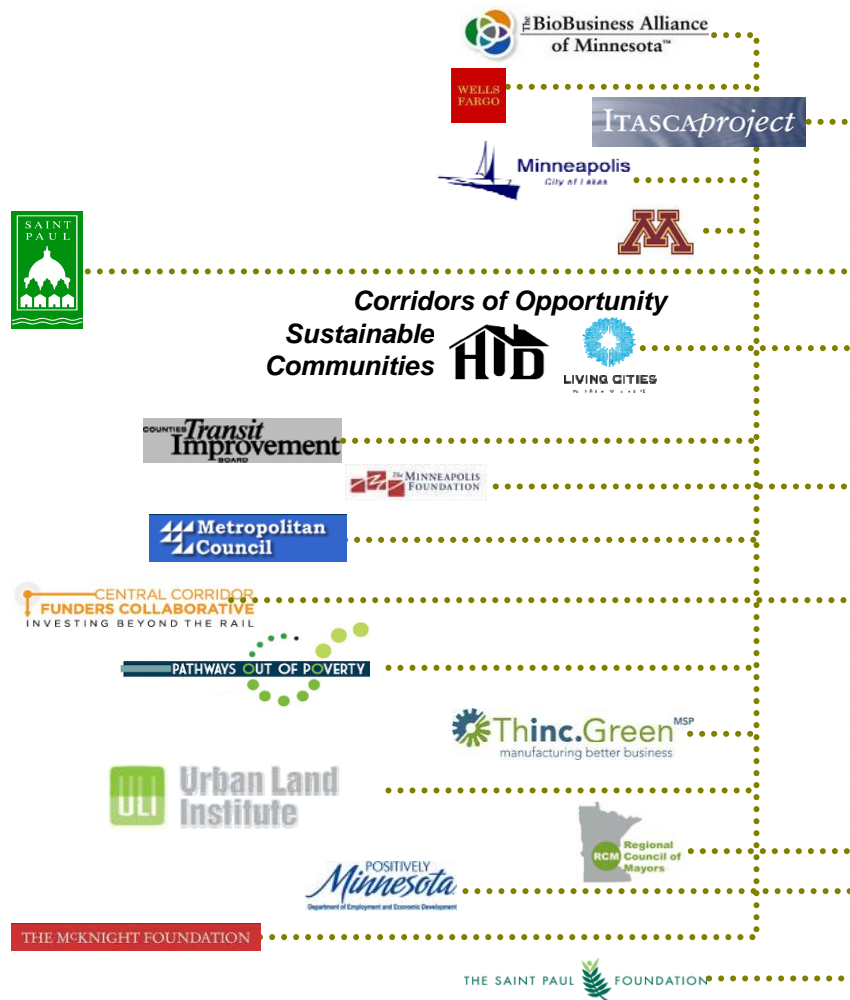 The BioBusiness Alliance
of Minnesota™
WELLS
FARGO
ITASCAproject
Minneapolis
City of Lakes
M
SAINT
PAUL
Corridors of Opportunity
Sustainable
Communities
HUD
LIVING CITIES
COUNTIES Transit
Improvement
BOARD
The MINNEAPOLIS
FOUNDATION
Metropolitan
Council
CENTRAL CORRIDOR
FUNDERS COLLABORATIVE
INVESTING BEYOND THE RAIL
PATHWAYS OUT OF POVERTY
Thinc.Green MSP
manufacturing better business
ULI
Urban Land
Institute
RCM
Regional
Council of
Mayors
POSITIVELY
Minnesota
Department of Employment and Economic Development
THE MCKNIGHT FOUNDATION
THE SAINT PAUL FOUNDATION